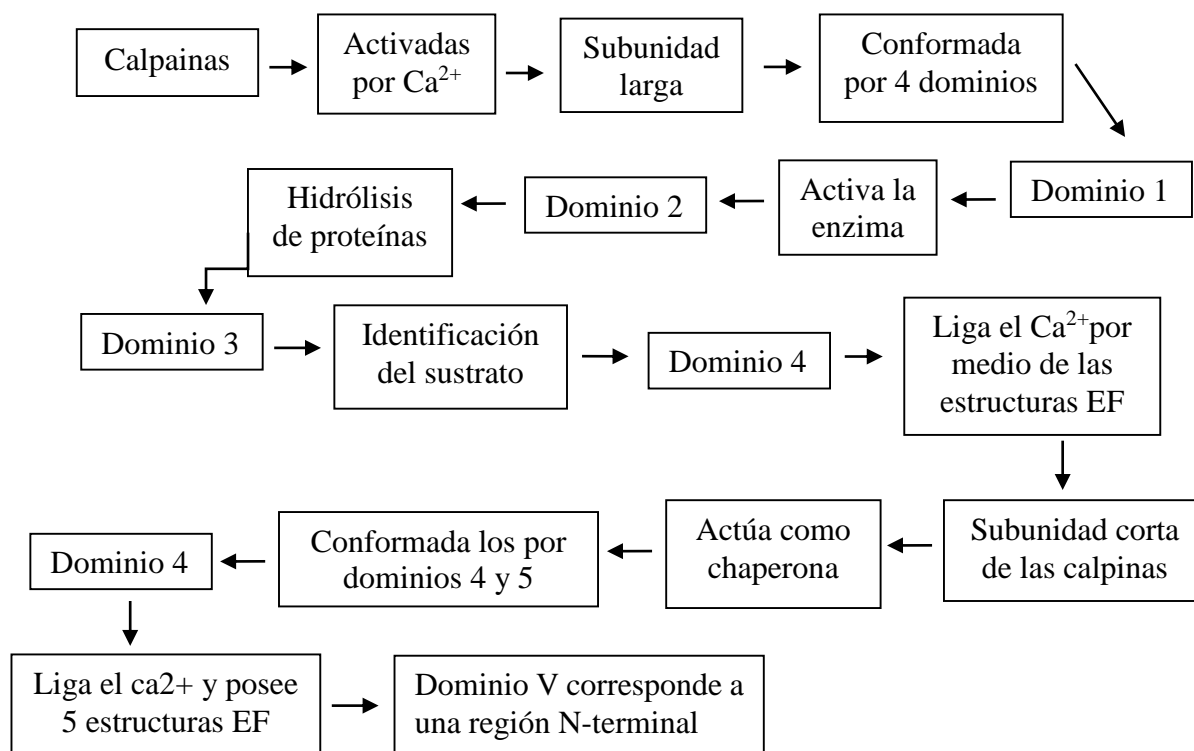 Calpainas
Activadas
por Ca²⁺
Subunidad
larga
Conformada
por 4 dominios
Dominio 1
Activa la
enzima
Dominio 2
Hidrólisis
de proteínas
Dominio 3
Identificación
del sustrato
Dominio 4
Liga el Ca²⁺por
medio de las
estructuras EF
Subunidad corta
de las calpinas
Actúa como
chaperona
Conformada los por
dominios 4 y 5
Dominio 4
Liga el ca2+ y posee
5 estructuras EF
Dominio V corresponde a
una región N-terminal